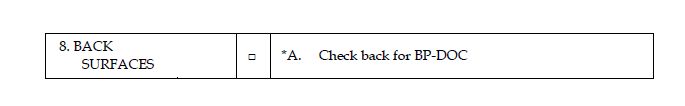 8. BACK
SURFACES
□ *A. Check back for BP-DOC